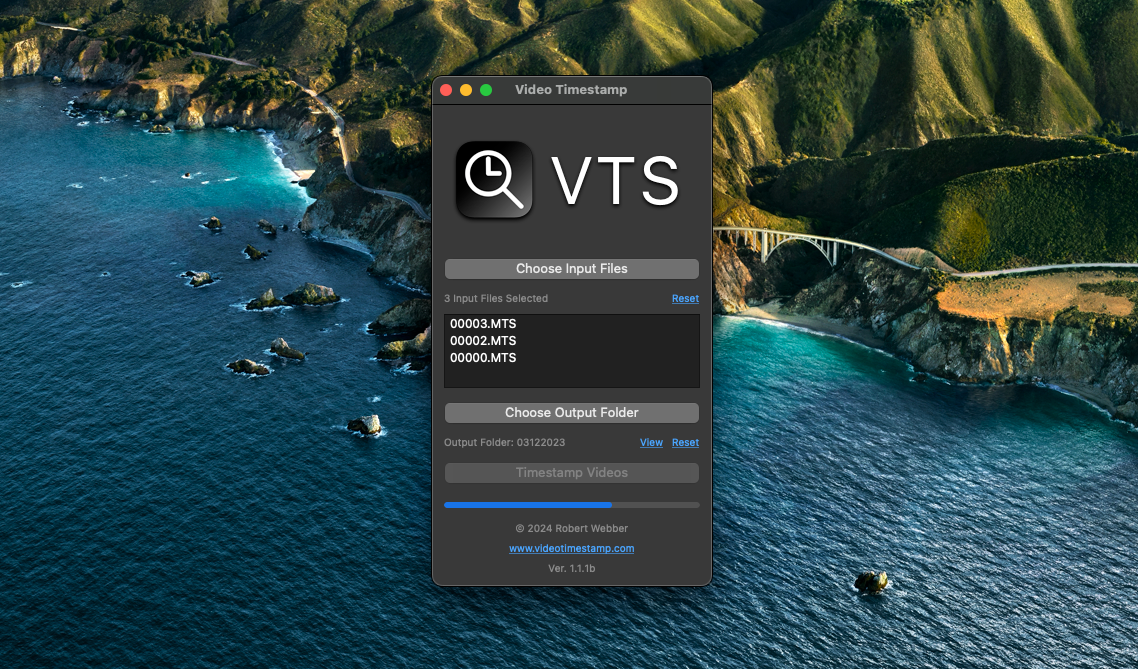 Video Timestamp
VTS
Choose Input Files
3 Input Files Selected Reset
00003.MTS
00002.MTS
00000.MTS
Choose Output Folder
Output Folder: 03122023 View Reset
Timestamp Videos
© 2024 Robert Webber
www.videotimestamp.com
Ver. 1.1.1b